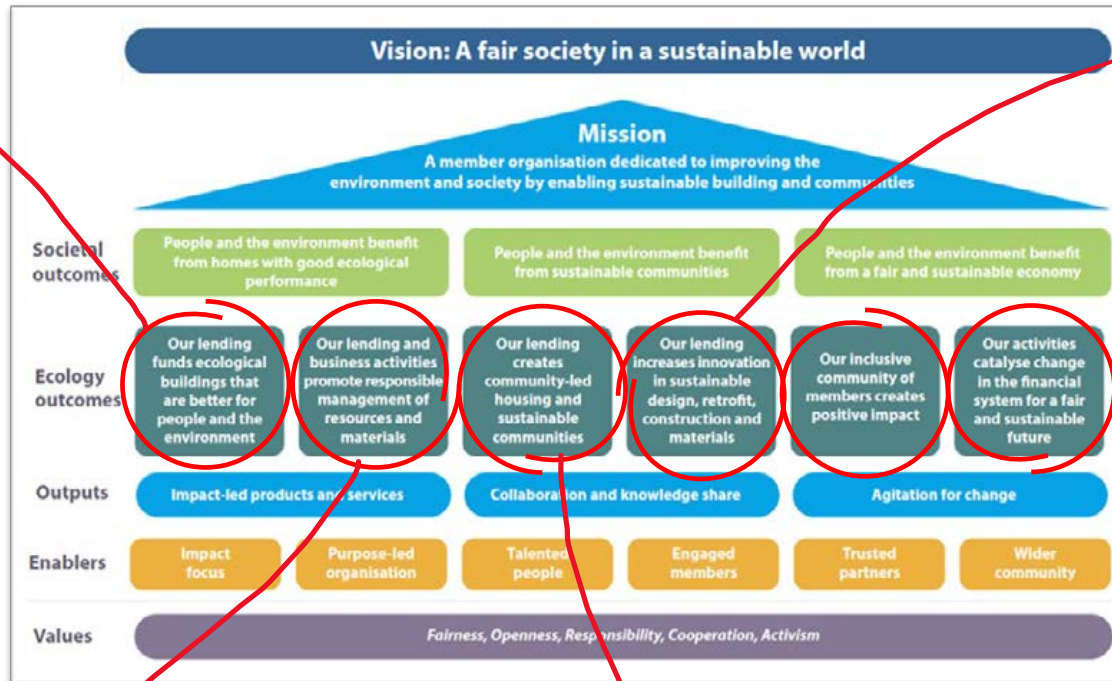 Vision: A fair society in a sustainable world
Mission
A member organisation dedicated to improving the
environment and society by enabling sustainable building and communities
Societal
outcomes
People and the environment benefit
from homes with good ecological
performance
People and the environment benefit
from sustainable communities
People and the environment benefit
from a fair and sustainable economy
Ecology
outcomes
Our lending
funds ecological
buildings that
are better for
people and the
environment
Our lending and
business activities
promote responsible
management of
resources and
materials
Our lending
creates
community-led
housing and
sustainable
communities
Our lending
increases innovation
in sustainable
design, retrofit,
construction and
materials
Our inclusive
community of
members creates
positive impact
Our activities
catalyse change
in the financial
system for a fair
and sustainable
future
Outputs
Impact-led products and services
Collaboration and knowledge share
Agitation for change
Enablers
Impact
focus
Purpose-led
organisation
Talented
people
Engaged
members
Trusted
partners
Wider
community
Values
Fairness, Openness, Responsibility, Cooperation, Activism